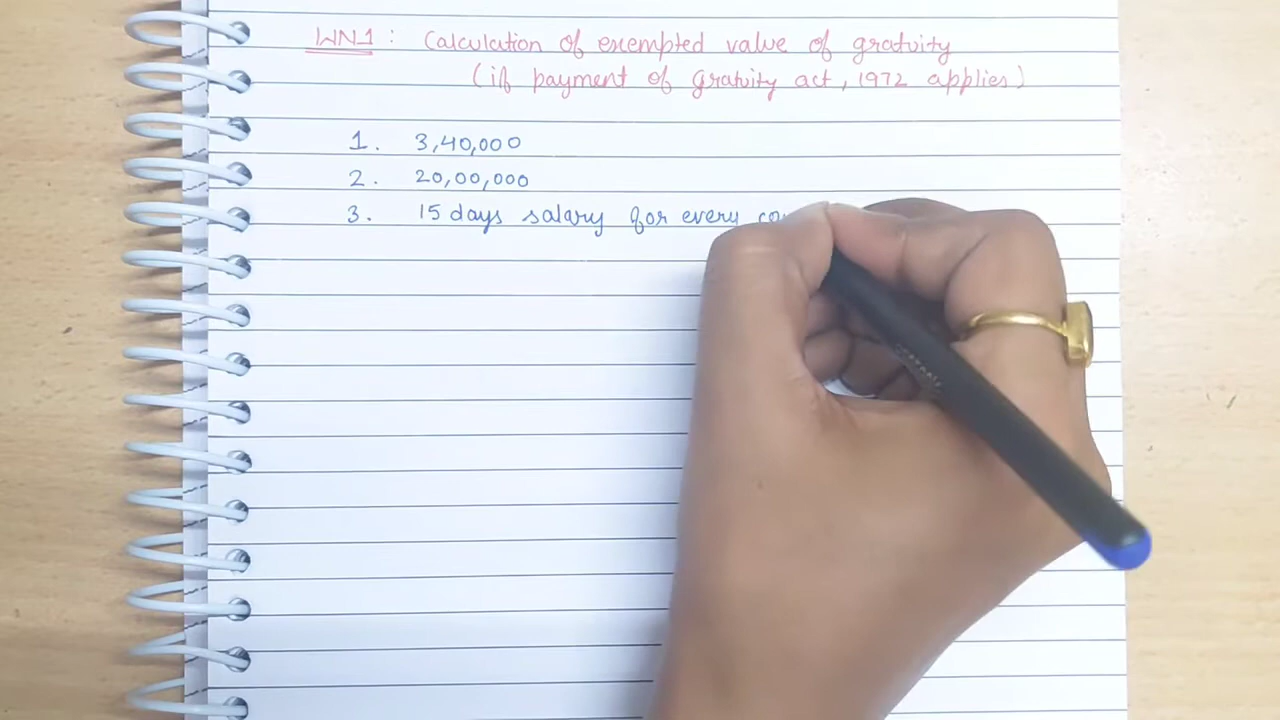 WN1 : Calculation of exempted value of gratuity
(if payment of gratuity act, 1972 applies)
1. 3,40,000
2. 20,00,000
3. 15 days salary for every